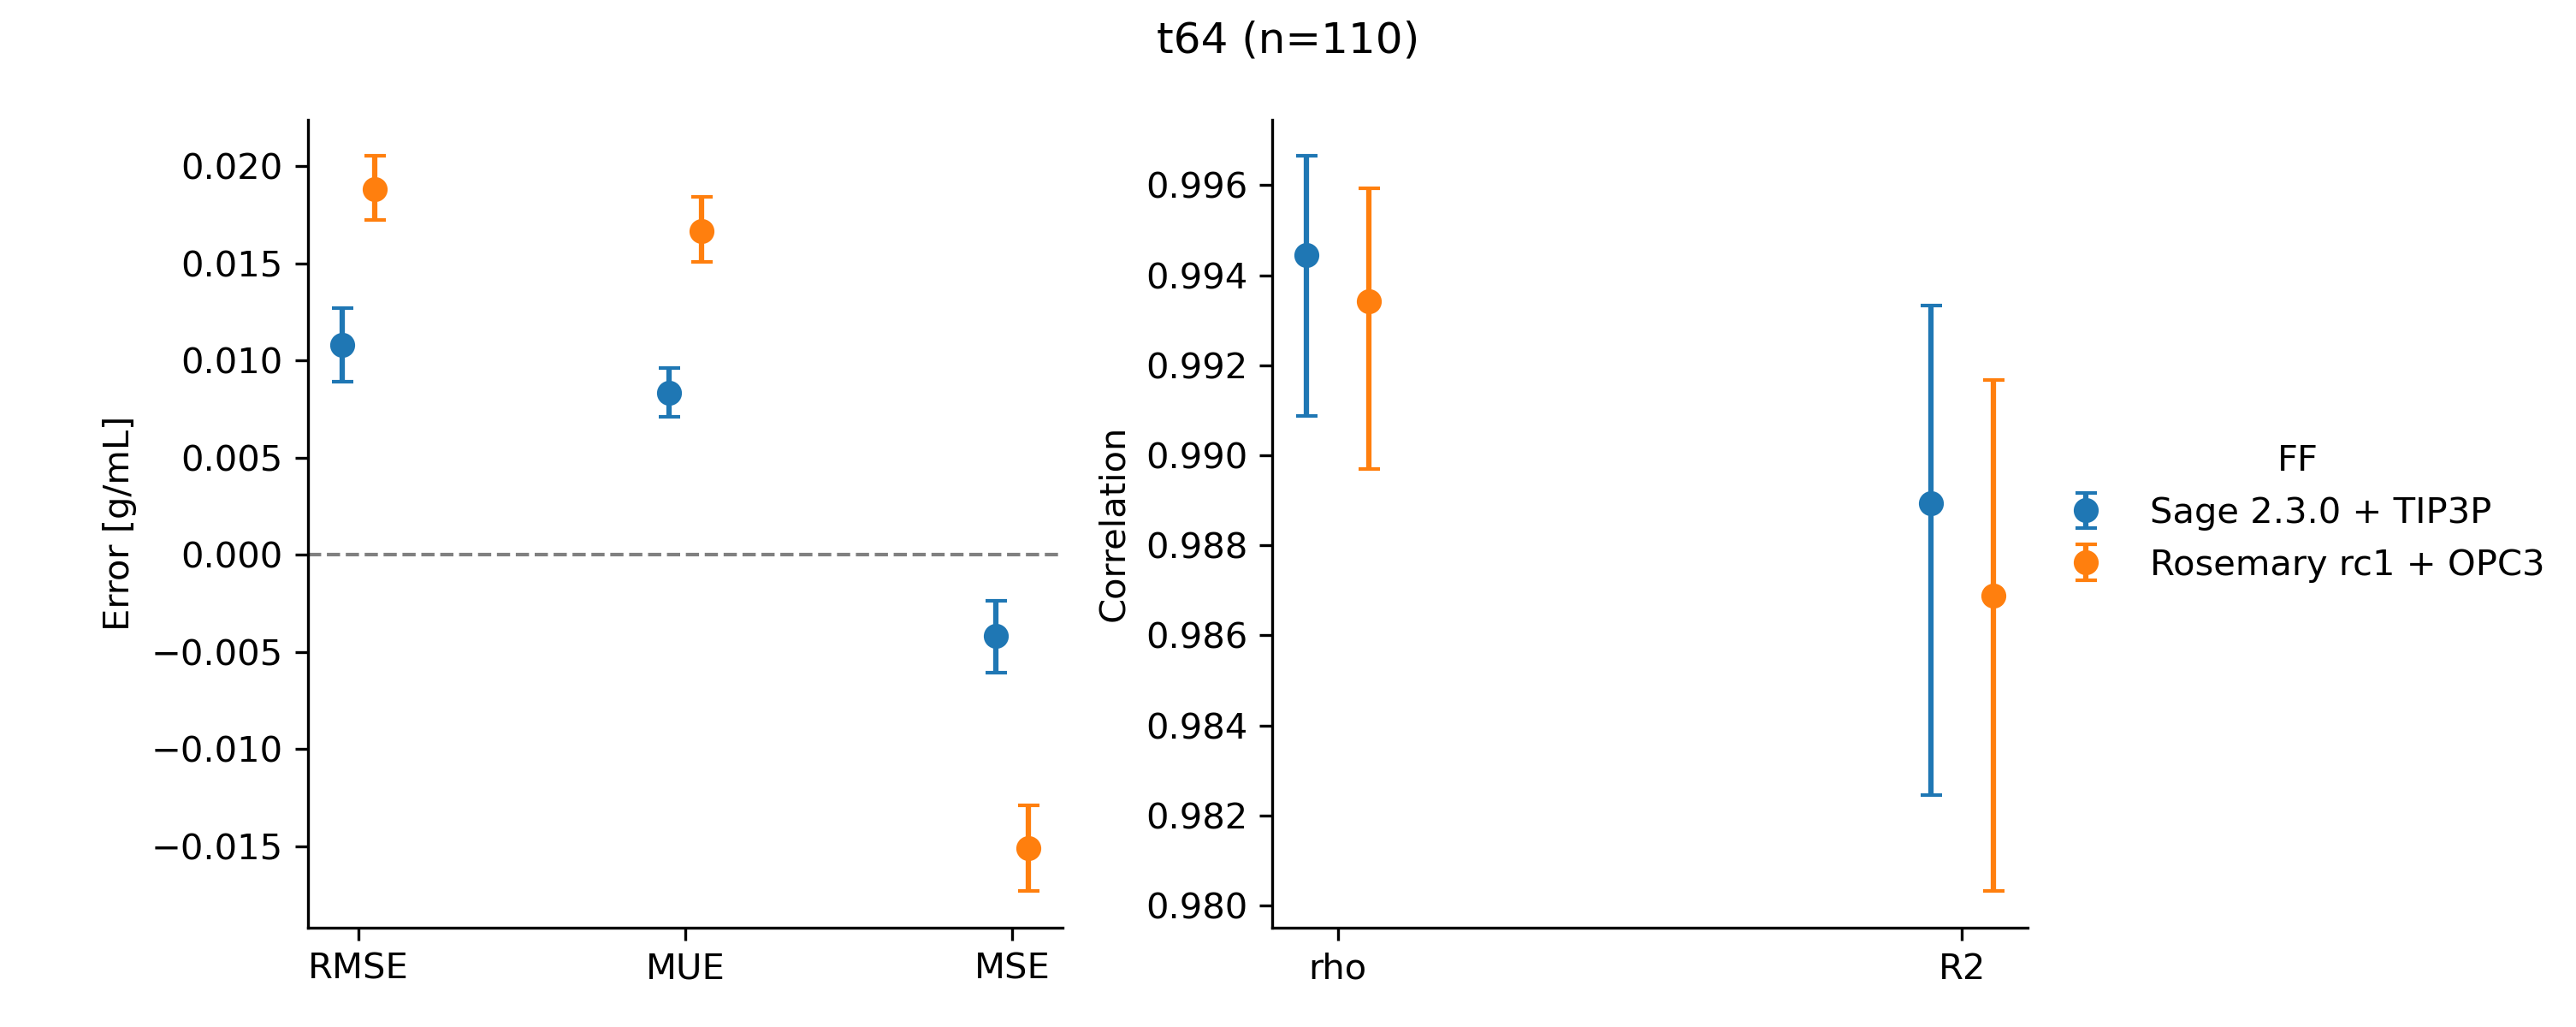 t64 (n=110)
Error [g/mL]
0.020
0.015
0.010
0.005
0.000
−0.005
−0.010
−0.015
RMSE
MUE
MSE
Correlation
0.996
0.994
0.992
0.990
0.988
0.986
0.984
0.982
0.980
rho
R2
FF
Sage 2.3.0 + TIP3P
Rosemary rc1 + OPC3